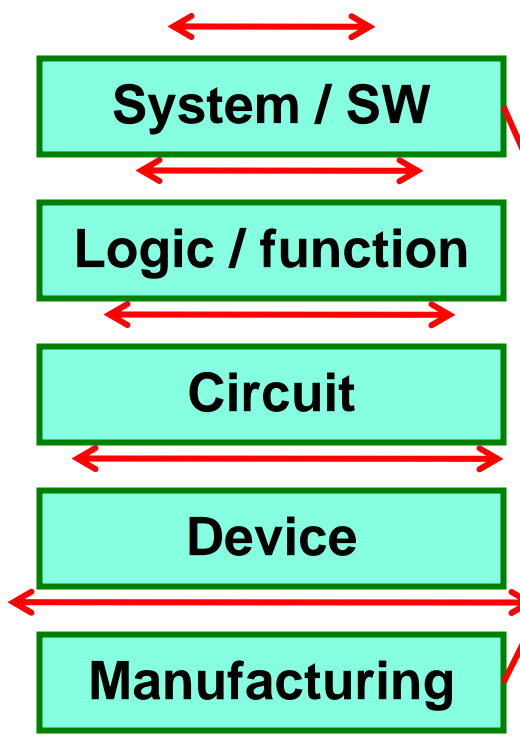 System / SW
Logic / function
Circuit
Device
Manufacturing